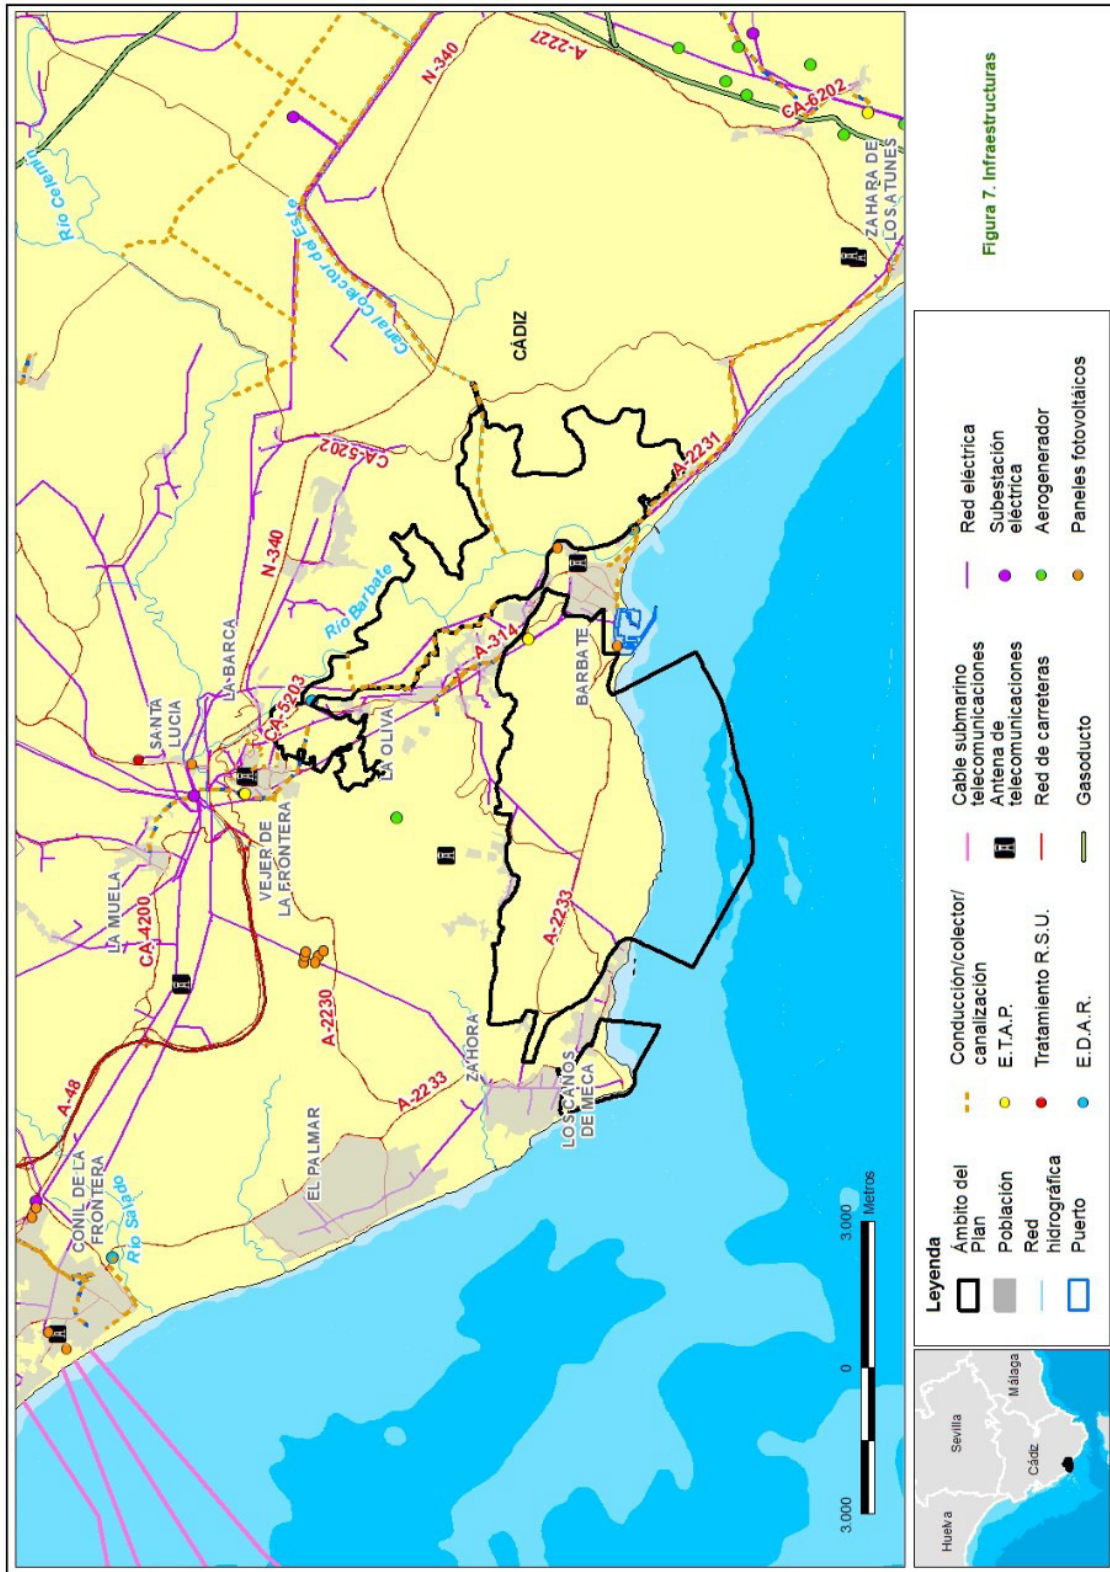 Río Celemín
N-340
A-2227
CA-6202
ZAHARA DE
LOS ATUNES
Canal Colector del Este
CÁDIZ
CA-5202
N-340
A-2231
Río Barbate
LA BARCA
SANTA
LUCIA
CA-5203
A-314
BARBATE
LA OLIVA
VEJER DE
LA FRONTERA
LA MUELA
CA-4200
A-2233
A-2230
ZAHORA
A-48
A-2233
LOS CAÑOS
DE MECA
EL PALMAR
CONIL DE LA
FRONTERA
Río Salado
3.000
0
3.000
Metros
Figura 7. Infraestructuras
Leyenda
Ámbito del
Plan
Población
Red
hidrográfica
Puerto
Conducción/colector/
canalización
E.T.A.P.
Tratamiento R.S.U.
E.D.A.R.
Cable submarino
telecomunicaciones
Antena de
telecomunicaciones
Red de carreteras
Gasoducto
Red eléctrica
Subestación
eléctrica
Aerogenerador
Paneles fotovoltáicos
Huelva
Sevilla
Cádiz
Málaga